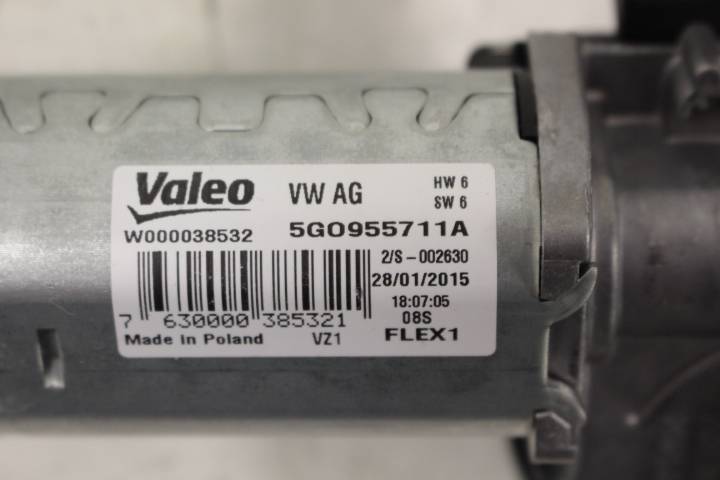 Valeo VW AG HW 6
SW 6
W000038532 5G0955711A
2/S-002630
28/01/2015
18:07:05
7 630000 385321 08S
Made In Poland VZ1 FLEX1